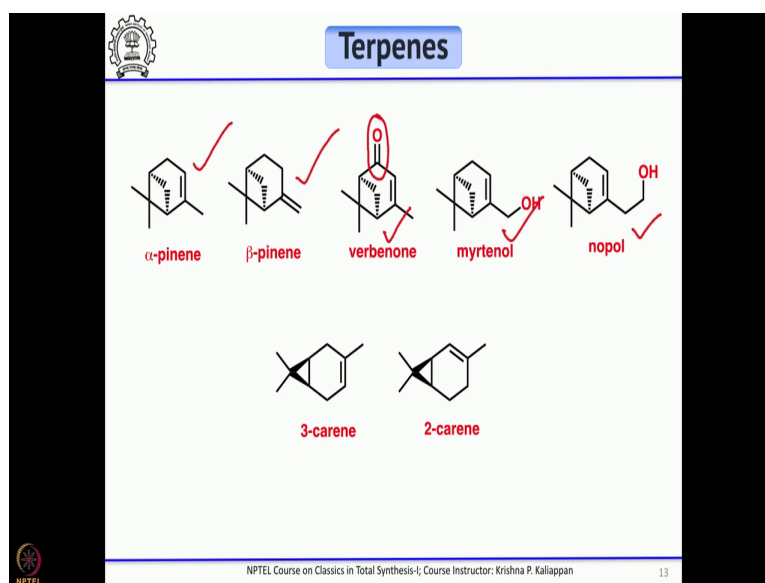 Terpenes
O
OH
OH
α-pinene
β-pinene
verbenone
myrtenol
nopol
3-carene
2-carene
NPTEL Course on Classics in Total Synthesis-I; Course Instructor: Krishna P. Kaliappan
13
NPTEL